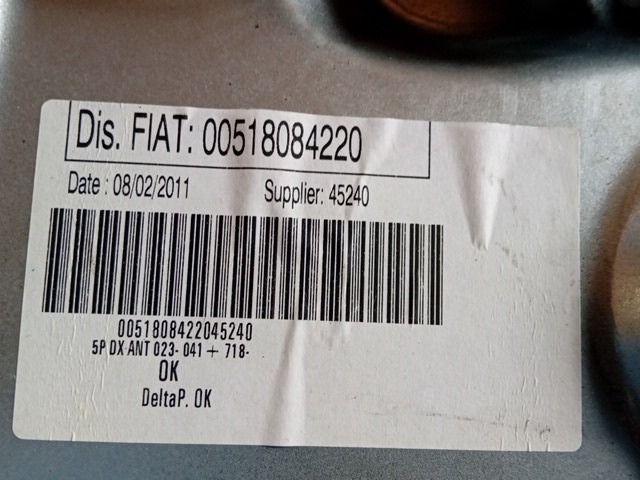 Dis. FIAT: 00518084220
Date : 08/02/2011 Supplier: 45240
0051808422045240
5P DX ANT 023- 041 + 718-
OK
DeltaP. OK